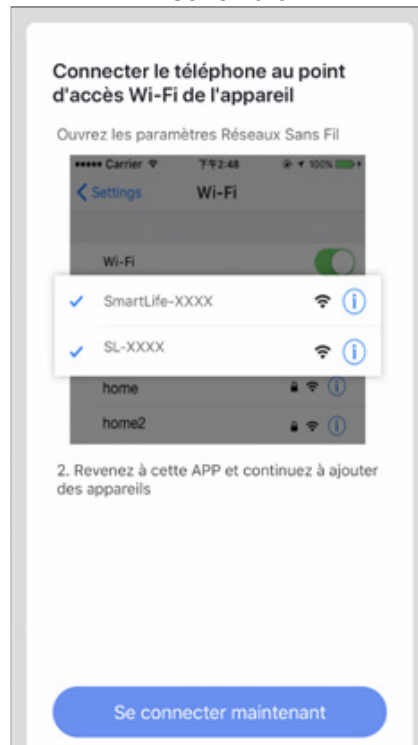 Connecter le téléphone au point
d'accès Wi-Fi de l'appareil
Ouvrez les paramètres Réseaux Sans Fil
Carrier 下午2:48 100%
Settings Wi-Fi
Wi-Fi
SmartLife-XXXX
SL-XXXX
home
home2
2. Revenez à cette APP et continuez à ajouter
des appareils
Se connecter maintenant